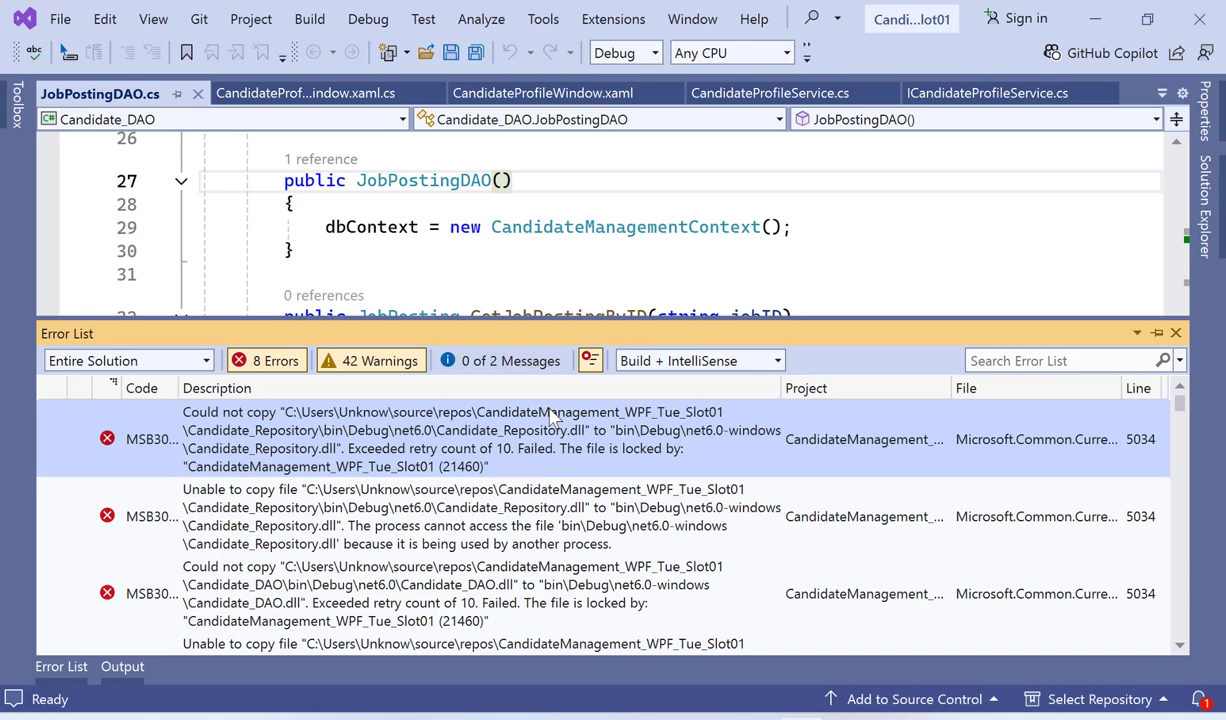 File Edit View Git Project Build Debug Test Analyze Tools Extensions Window Help Candi...lot01 Sign in
abc Debug Any CPU GitHub Copilot
Toolbox
JobPostingDAO.cs CandidateProf...indow.xaml.cs CandidateProfileWindow.xaml CandidateProfileService.cs ICandidateProfileService.cs
Properties
Solution Explorer
C# Candidate_DAO Candidate_DAO.JobPostingDAO JobPostingDAO()
26
1 reference
27 public JobPostingDAO()
28 {
29 dbContext = new CandidateManagementContext();
30 }
31
0 references
32 public JobPosting GetJobPostingByID(string jobID)
Error List
Entire Solution 8 Errors 42 Warnings 0 of 2 Messages Build + IntelliSense Search Error List
Code Description Project File Line
Could not copy "C:\Users\Unknow\source\repos\CandidateManagement_WPF_Tue_Slot01
\Candidate_Repository\bin\Debug\net6.0\Candidate_Repository.dll" to "bin\Debug\net6.0-windows
MSB30... \Candidate_Repository.dll". Exceeded retry count of 10. Failed. The file is locked by: CandidateManagement_... Microsoft.Common.Curre... 5034
"CandidateManagement_WPF_Tue_Slot01 (21460)"
Unable to copy file "C:\Users\Unknow\source\repos\CandidateManagement_WPF_Tue_Slot01
\Candidate_Repository\bin\Debug\net6.0\Candidate_Repository.dll" to "bin\Debug\net6.0-windows
MSB30... \Candidate_Repository.dll". The process cannot access the file 'bin\Debug\net6.0-windows CandidateManagement_... Microsoft.Common.Curre... 5034
\Candidate_Repository.dll' because it is being used by another process.
Could not copy "C:\Users\Unknow\source\repos\CandidateManagement_WPF_Tue_Slot01
\Candidate_DAO\bin\Debug\net6.0\Candidate_DAO.dll" to "bin\Debug\net6.0-windows
MSB30... \Candidate_DAO.dll". Exceeded retry count of 10. Failed. The file is locked by: CandidateManagement_... Microsoft.Common.Curre... 5034
"CandidateManagement_WPF_Tue_Slot01 (21460)"
Unable to copy file "C:\Users\Unknow\source\repos\CandidateManagement_WPF_Tue_Slot01
Error List Output
Ready Add to Source Control Select Repository 1